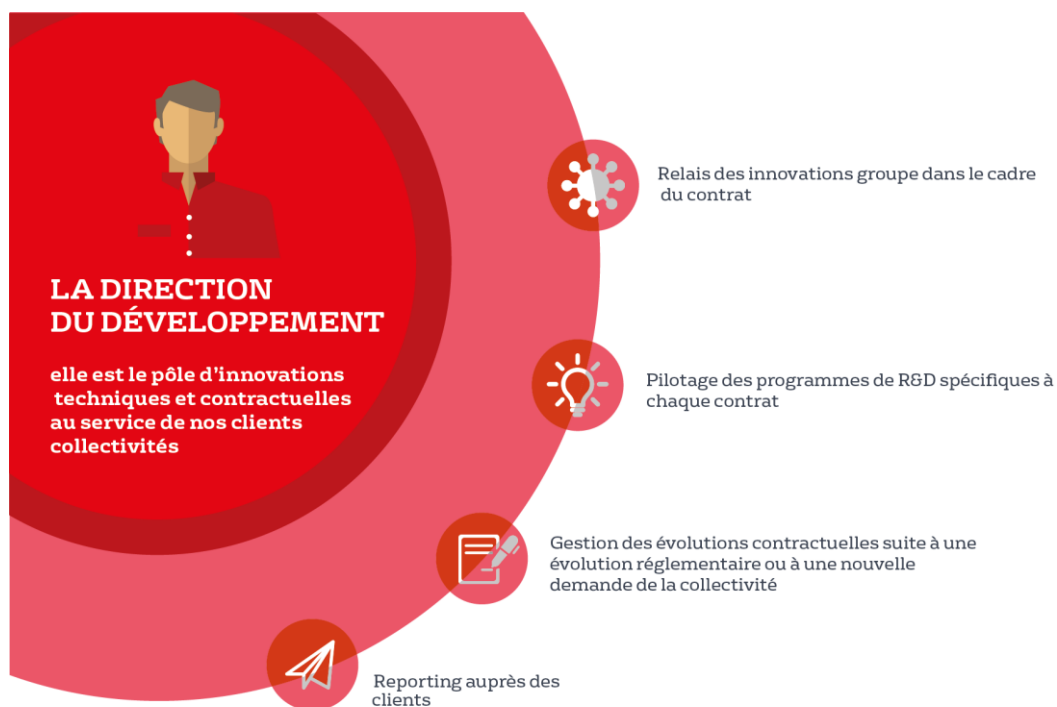 LA DIRECTION
DU DÉVELOPPEMENT
elle est le pôle d'innovations
techniques et contractuelles
au service de nos clients
collectivités
Relais des innovations groupe dans le cadre
du contrat
Pilotage des programmes de R&D spécifiques à
chaque contrat
Gestion des évolutions contractuelles suite à une
évolution réglementaire ou à une nouvelle
demande de la collectivité
Reporting auprès des
clients